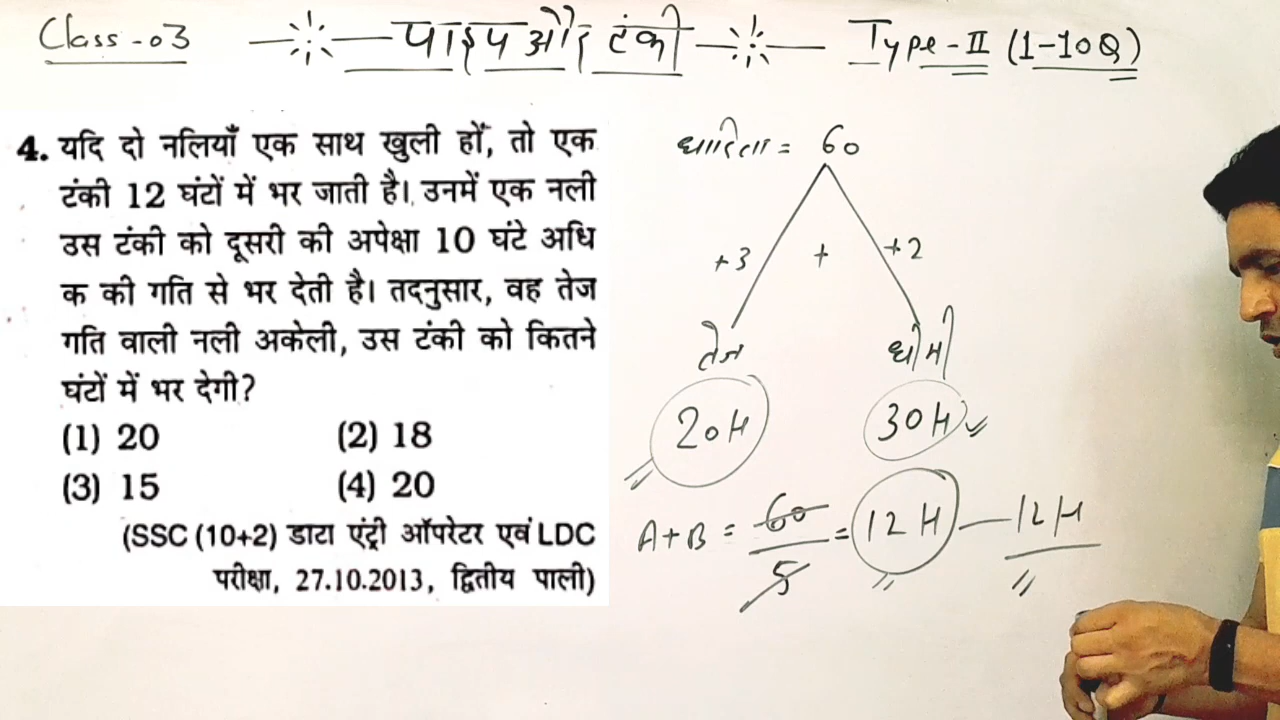 Class-03 पाइप और टंकी Type-II (1-10Q)
4. यदि दो नलियाँ एक साथ खुली हों, तो एक
टंकी 12 घंटों में भर जाती है। उनमें एक नली
उस टंकी को दूसरी की अपेक्षा 10 घंटे अधि
क की गति से भर देती है। तदनुसार, वह तेज
गति वाली नली अकेली, उस टंकी को कितने
घंटों में भर देगी?
(1) 20 (2) 18
(3) 15 (4) 20
(SSC (10+2) डाटा एंट्री ऑपरेटर एवं LDC
परीक्षा, 27.10.2013, द्वितीय पाली)
धारिता = 60
+3 + +2
तेज धीमी
20H 30H
A+B = 60/5 = 12H — 12H